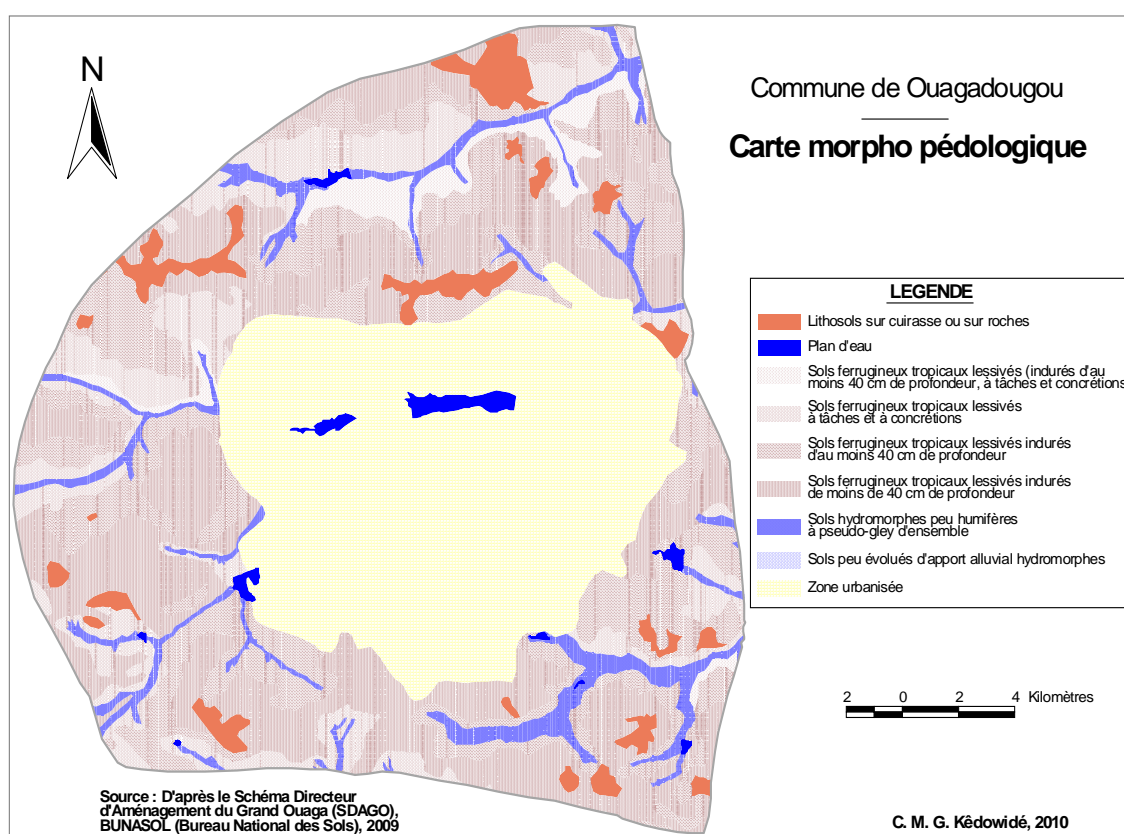 N
Commune de Ouagadougou
Carte morpho pédologique
LEGENDE
Lithosols sur cuirasse ou sur roches
Plan d'eau
Sols ferrugineux tropicaux lessivés (indurés d'au
moins 40 cm de profondeur, à tâches et concrétions
Sols ferrugineux tropicaux lessivés
à tâches et à concrétions
Sols ferrugineux tropicaux lessivés indurés
d'au moins 40 cm de profondeur
Sols ferrugineux tropicaux lessivés indurés
de moins de 40 cm de profondeur
Sols hydromorphes peu humifères
à pseudo-gley d'ensemble
Sols peu évolués d'apport alluvial hydromorphes
Zone urbanisée
2 0 2 4 Kilomètres
Source : D'après le Schéma Directeur
d'Aménagement du Grand Ouaga (SDAGO),
BUNASOL (Bureau National des Sols), 2009
C. M. G. Kêdowidé, 2010